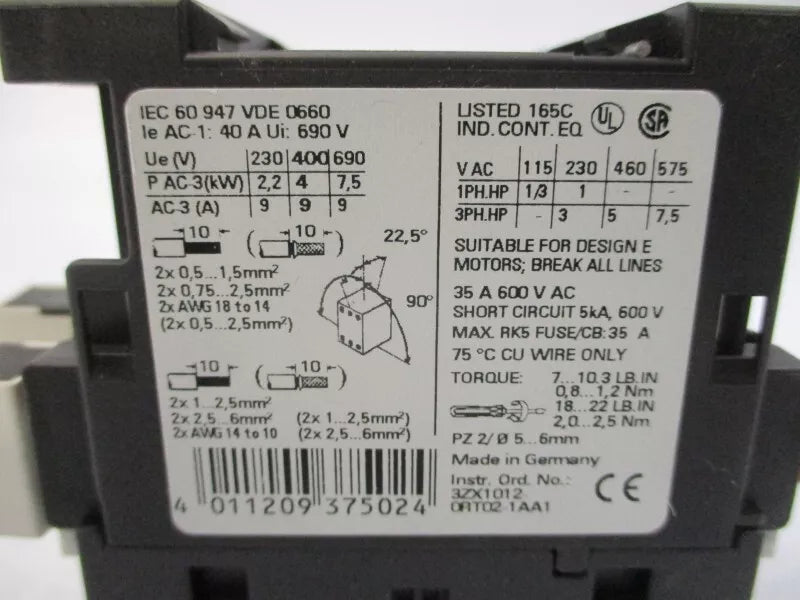 IEC 60 947 VDE 0660
Ie AC-1: 40 A Ui: 690 V
Ue (V) 230 400 690
P AC-3(kW) 2,2 4 7,5
AC-3 (A) 9 9 9
10 ( 10 )
2x 0,5...1,5mm²
2x 0,75...2,5mm²
2x AWG 18 to 14
(2x 0,5...2,5mm²)
22,5°
90°
10 ( 10 )
2x 1...2,5mm²
2x 2,5...6mm² (2x 1...2,5mm²)
2x AWG 14 to 10 (2x 2,5...6mm²)
4 011209 375024
LISTED 165C UL SA
IND. CONT. EQ
V AC 115 230 460 575
1PH.HP 1/3 1 - -
3PH.HP - 3 5 7,5
SUITABLE FOR DESIGN E
MOTORS; BREAK ALL LINES
35 A 600 V AC
SHORT CIRCUIT 5kA, 600 V
MAX. RK5 FUSE/CB: 35 A
75 °C CU WIRE ONLY
TORQUE: 7...10.3 LB.IN
0,8...1,2 Nm
18...22 LB.IN
2,0...2,5 Nm
PZ 2/ Ø 5...6mm
Made in Germany
Instr. Ord. No.:
3ZX1012-
0RT02-1AA1
CE